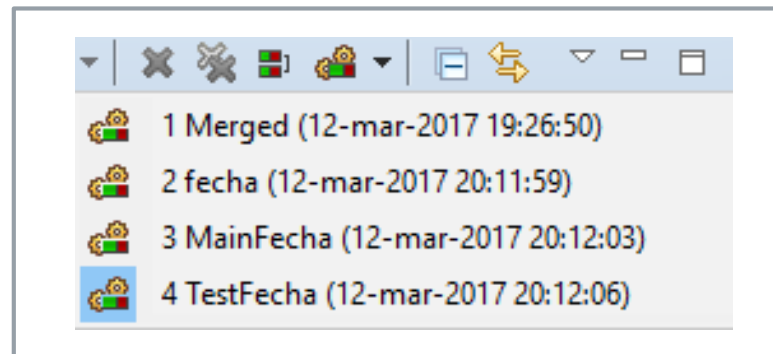 1 Merged (12-mar-2017 19:26:50)
2 fecha (12-mar-2017 20:11:59)
3 MainFecha (12-mar-2017 20:12:03)
4 TestFecha (12-mar-2017 20:12:06)